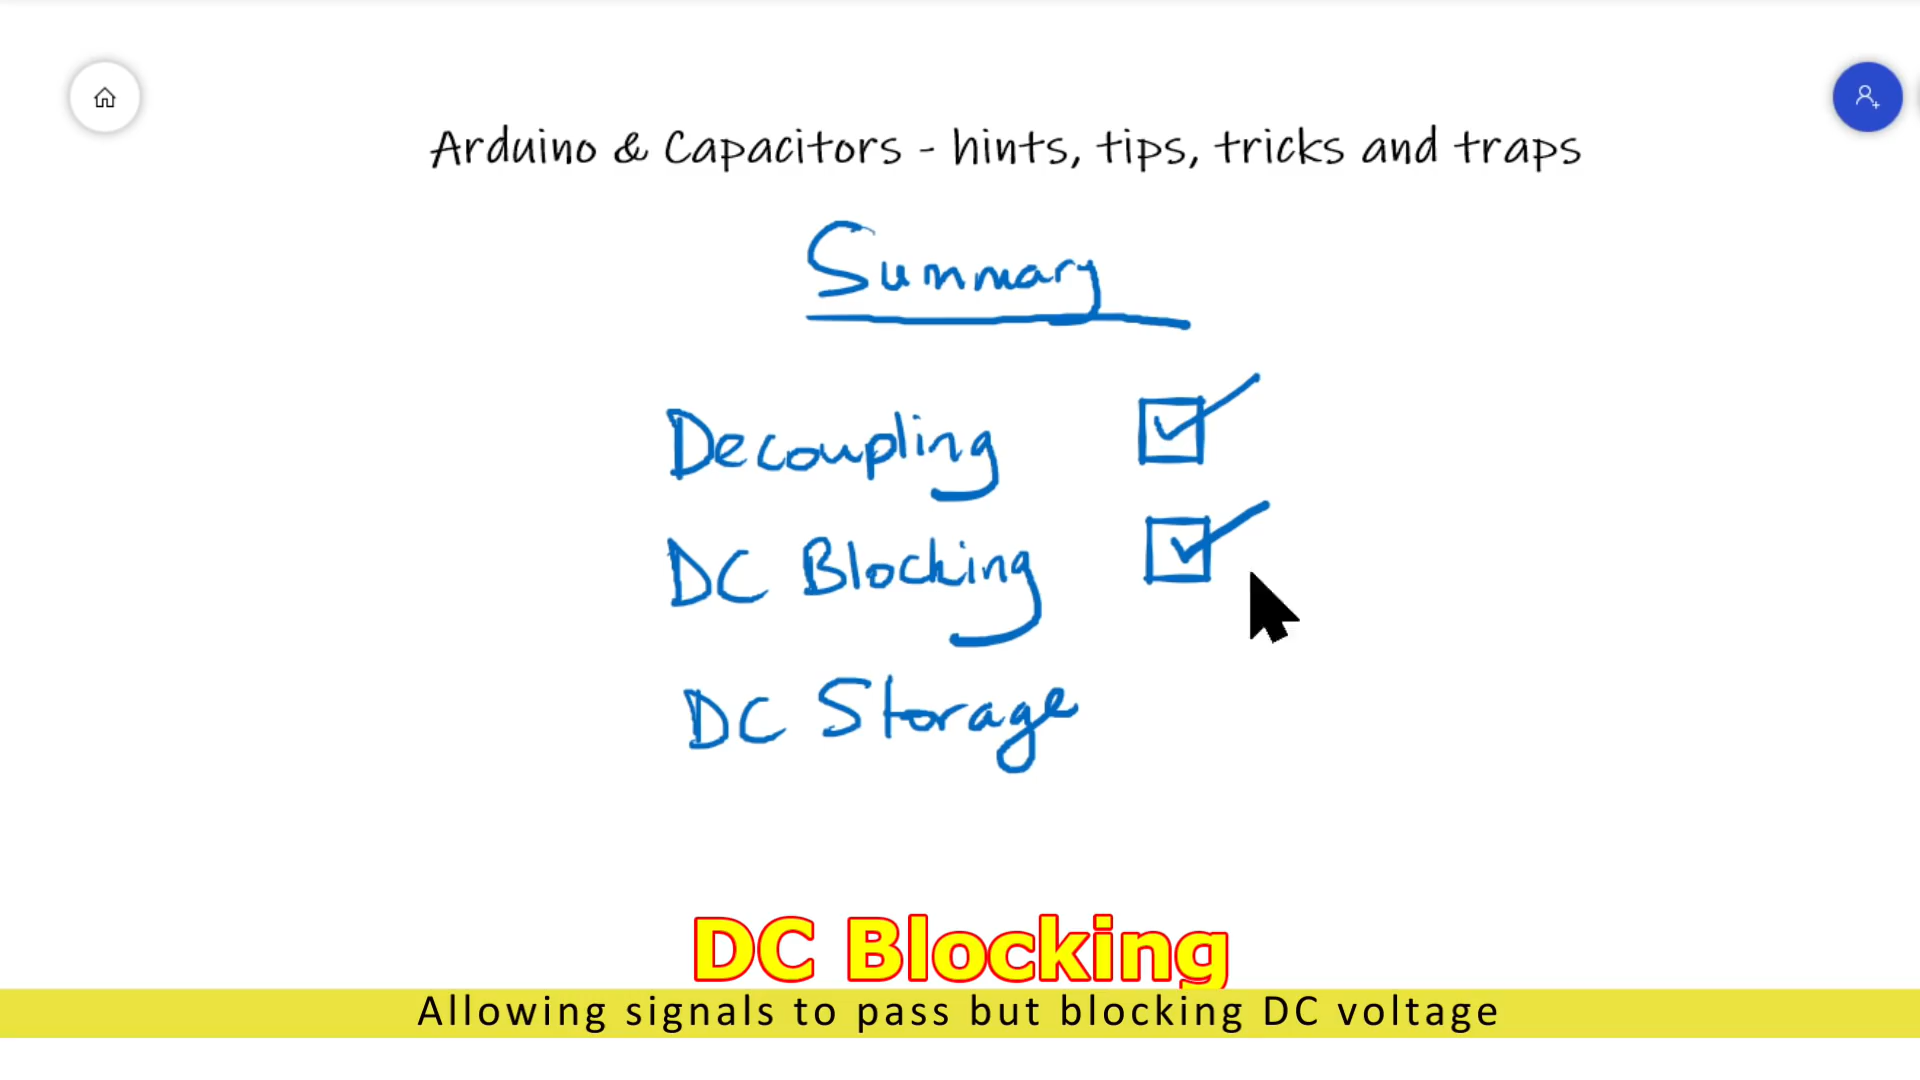 Arduino & Capacitors - hints, tips, tricks and traps
Summary
Decoupling
DC Blocking
DC Storage
DC Blocking
Allowing signals to pass but blocking DC voltage